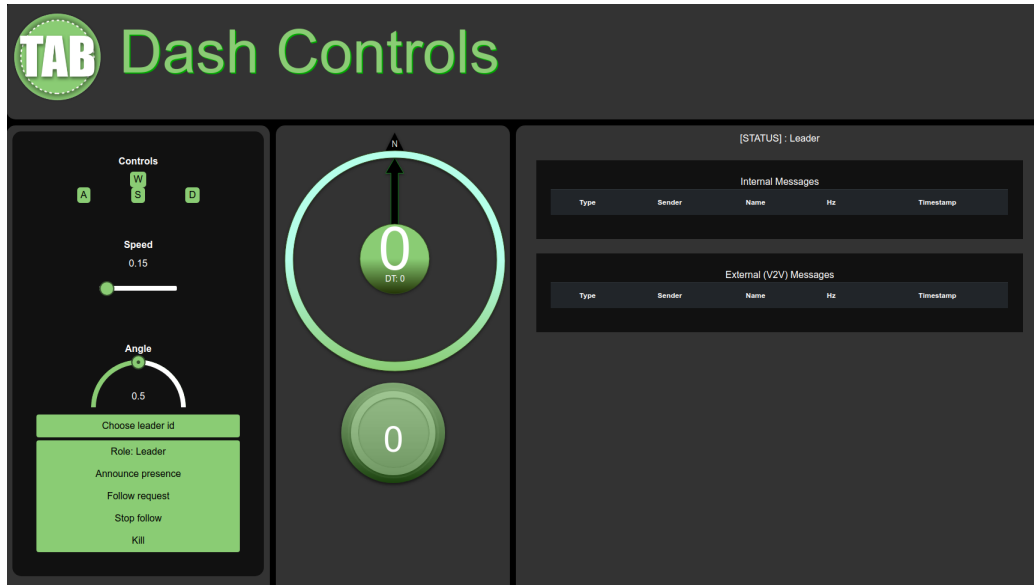 TAB
Dash Controls
Controls
W
A S D
Speed
0.15
Angle
0.5
Choose leader id
Role: Leader
Announce presence
Follow request
Stop follow
Kill
N
0
DT: 0
0
[STATUS] : Leader
Internal Messages
Type Sender Name Hz Timestamp
External (V2V) Messages
Type Sender Name Hz Timestamp